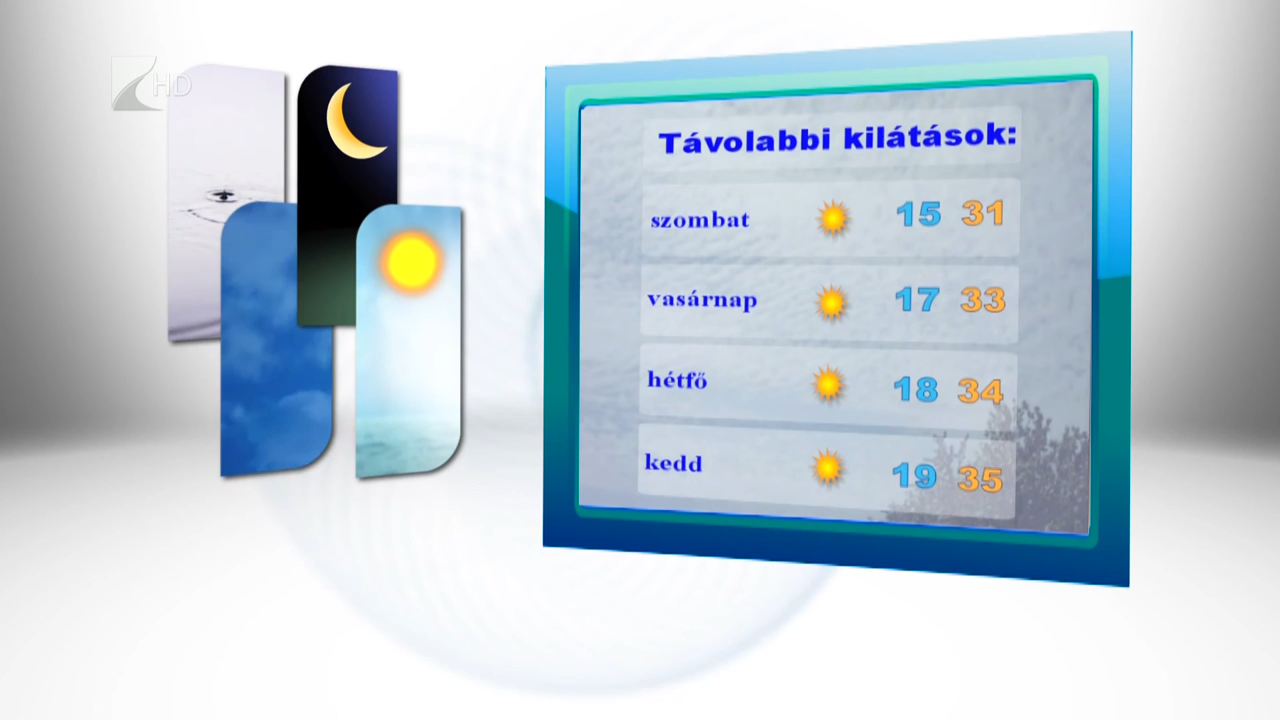 HD
Távolabbi kilátások:
szombat 15 31
vasárnap 17 33
hétfő 18 34
kedd 19 35